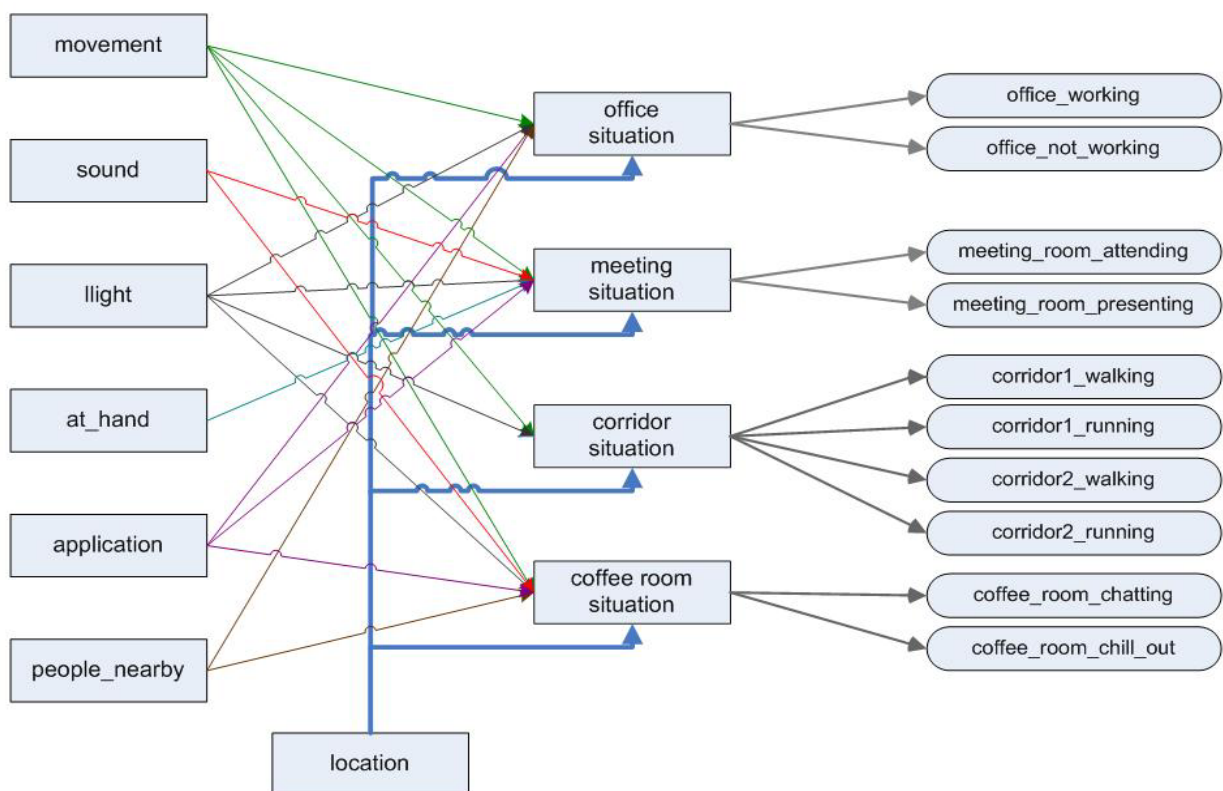 movement
sound
llight
at_hand
application
people_nearby
location
office
situation
meeting
situation
corridor
situation
coffee room
situation
office_working
office_not_working
meeting_room_attending
meeting_room_presenting
corridor1_walking
corridor1_running
corridor2_walking
corridor2_running
coffee_room_chatting
coffee_room_chill_out